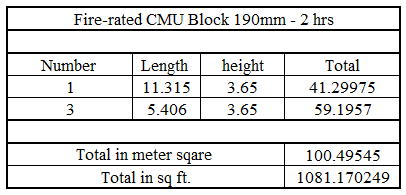 Fire-rated CMU Block 190mm - 2 hrs
Number Length height Total
1 11.315 3.65 41.29975
3 5.406 3.65 59.1957
Total in meter sqare 100.49545
Total in sq ft. 1081.170249